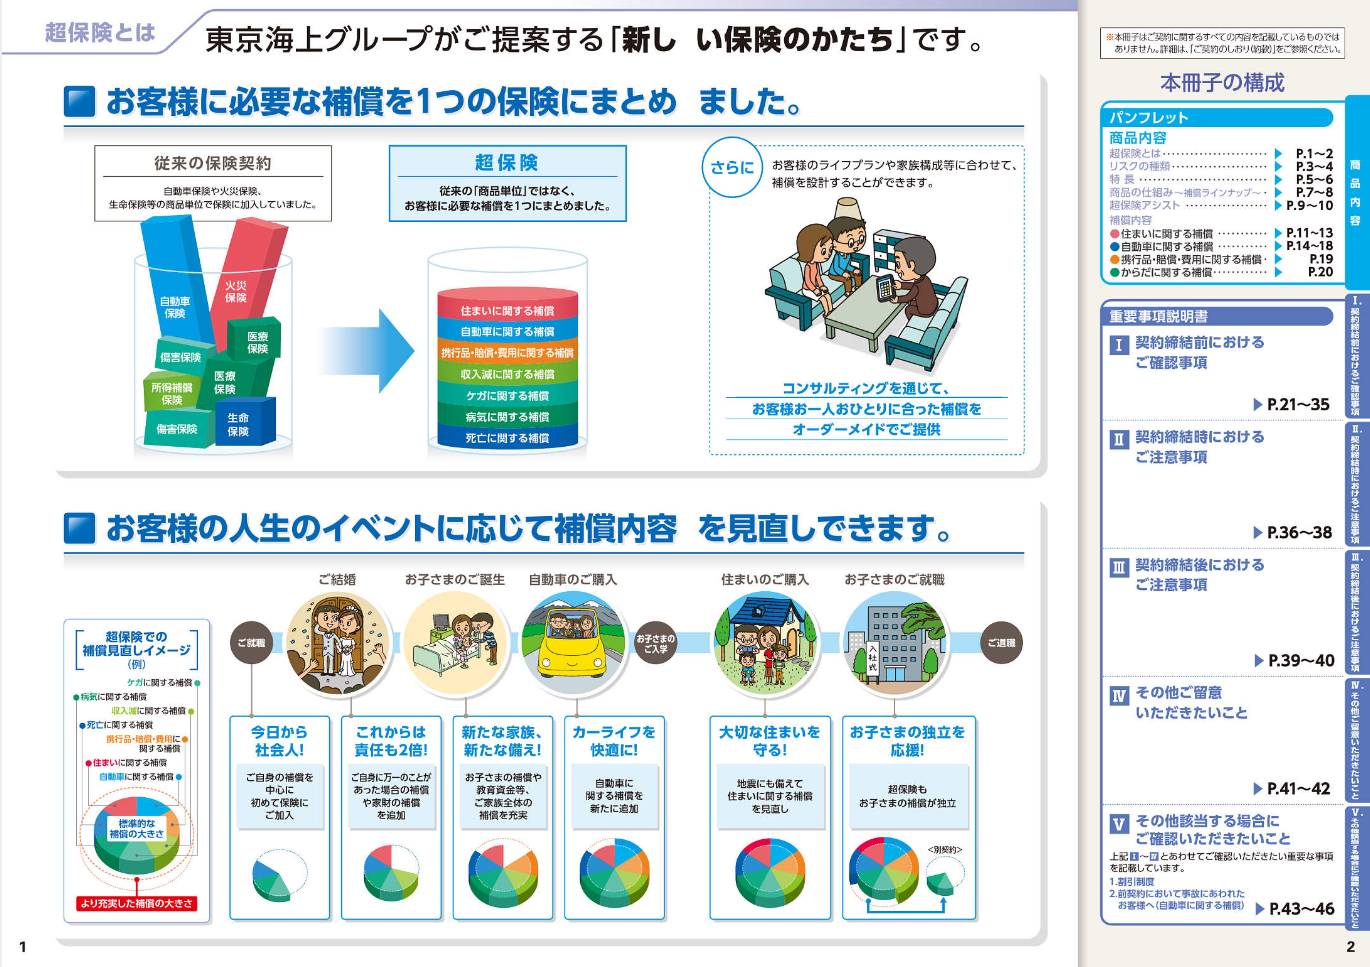 超保険とは
東京海上グループがご提案する「新し い保険のかたち」です。
お客様に必要な補償を1つの保険にまとめ ました。
従来の保険契約
自動車保険や火災保険、
生命保険等の商品単位で保険に加入していました。
自動車
保険
火災
保険
医療
保険
傷害保険
医療
保険
所得補償
保険
傷害保険
生命
保険
超保険
従来の「商品単位」ではなく、
お客様に必要な補償を1つにまとめました。
住まいに関する補償
自動車に関する補償
携行品・賠償・費用に関する補償
収入減に関する補償
ケガに関する補償
病気に関する補償
死亡に関する補償
さらに
お客様のライフプランや家族構成等に合わせて、
補償を設計することができます。
コンサルティングを通じて、
お客様お一人おひとりに合った補償を
オーダーメイドでご提供
お客様の人生のイベントに応じて補償内容 を見直しできます。
超保険での
補償見直しイメージ
(例)
ケガに関する補償
病気に関する補償
収入減に関する補償
死亡に関する補償
携行品・賠償・費用に
関する補償
住まいに関する補償
自動車に関する補償
標準的な
補償の大きさ
より充実した補償の大きさ
ご就職
ご結婚
お子さまのご誕生
自動車のご購入
お子さまの
ご入学
住まいのご購入
お子さまのご就職
入社式
ご退職
今日から
社会人!
ご自身の補償を
中心に
初めて保険に
ご加入
これからは
責任も2倍!
ご自身に万一のことが
あった場合の補償
や家財の補償
を追加
新たな家族、
新たな備え!
お子さまの補償や
教育資金等、
ご家族全体の
補償を充実
カーライフを
快適に!
自動車に
関する補償を
新たに追加
大切な住まいを
守る!
地震にも備えて
住まいに関する補償
を見直し
お子さまの独立を
応援!
超保険も
お子さまの補償が独立
<別契約>
1
※本冊子はご契約に関するすべての内容を記載しているものでは
ありません。詳細は、「ご契約のしおり(約款)」をご参照ください。
本冊子の構成
パンフレット
商品内容
超保険とは ▶ P.1〜2
リスクの種類 ▶ P.3〜4
特 長 ▶ P.5〜6
商品の仕組み〜補償ラインナップ〜 ▶ P.7〜8
超保険アシスト ▶ P.9〜10
補償内容
●住まいに関する補償 ▶ P.11〜13
●自動車に関する補償 ▶ P.14〜18
●携行品・賠償・費用に関する補償 ▶ P.19
●からだに関する補償 ▶ P.20
重要事項説明書
Ⅰ 契約締結前における
ご確認事項
▶ P.21〜35
Ⅱ 契約締結時における
ご注意事項
▶ P.36〜38
Ⅲ 契約締結後における
ご注意事項
▶ P.39〜40
Ⅳ その他ご留意
いただきたいこと
▶ P.41〜42
Ⅴ その他該当する場合に
ご確認いただきたいこと
上記Ⅰ〜Ⅳとあわせてご確認いただきたい重要な事項
を記載しています。
1.割引制度
2.前契約において事故にあわれた
お客様へ(自動車に関する補償)
▶ P.43〜46
商品内容
Ⅰ.契約締結前におけるご確認事項
Ⅱ.契約締結時におけるご注意事項
Ⅲ.契約締結後におけるご注意事項
Ⅳ.その他ご留意いただきたいこと
Ⅴ.その他該当する場合にご確認いただきたいこと
2